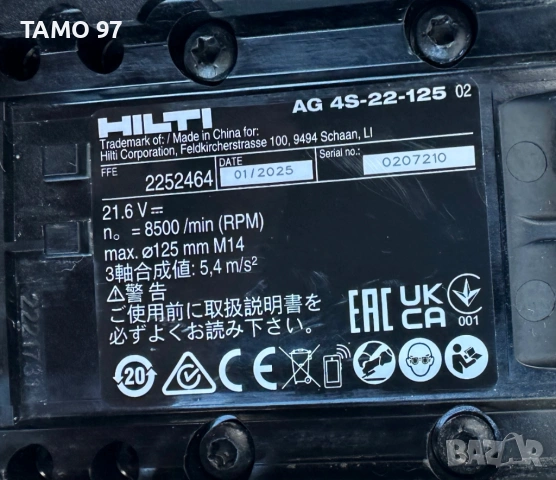 TAMO 97
HILTI
AG 4S-22-125 02
Trademark of: / Made in China for:
Hilti Corporation, Feldkircherstrasse 100, 9494 Schaan, LI
FFE 2252464 DATE 01/2025 Serial no.: 0207210
21.6 V
n₀ = 8500 /min (RPM)
max. ø125 mm M14
3軸合成値: 5,4 m/s²
⚠警告
ご使用前に取扱説明書を
必ずよくお読み下さい。
EAC UK CA 001
20 CE
BAZAR